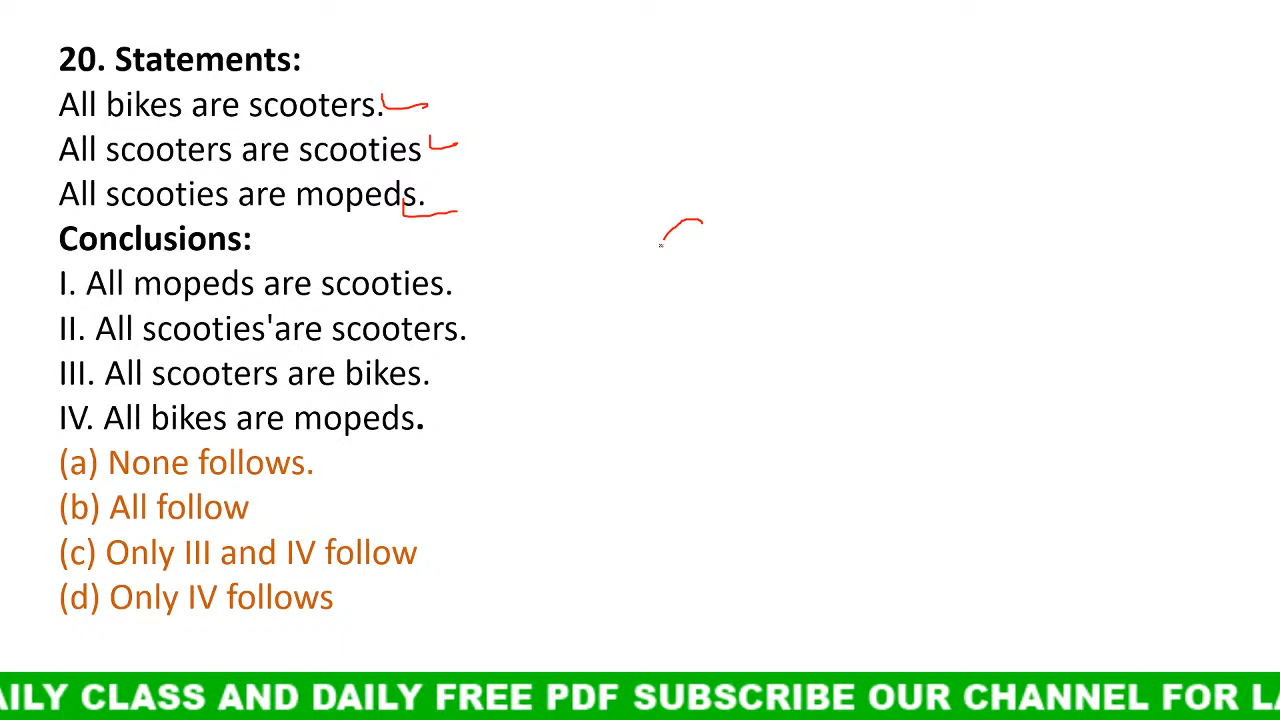 20. Statements:
All bikes are scooters.
All scooters are scooties
All scooties are mopeds.
Conclusions:
I. All mopeds are scooties.
II. All scooties'are scooters.
III. All scooters are bikes.
IV. All bikes are mopeds.
(a) None follows.
(b) All follow
(c) Only III and IV follow
(d) Only IV follows
AILY CLASS AND DAILY FREE PDF SUBSCRIBE OUR CHANNEL FOR LA